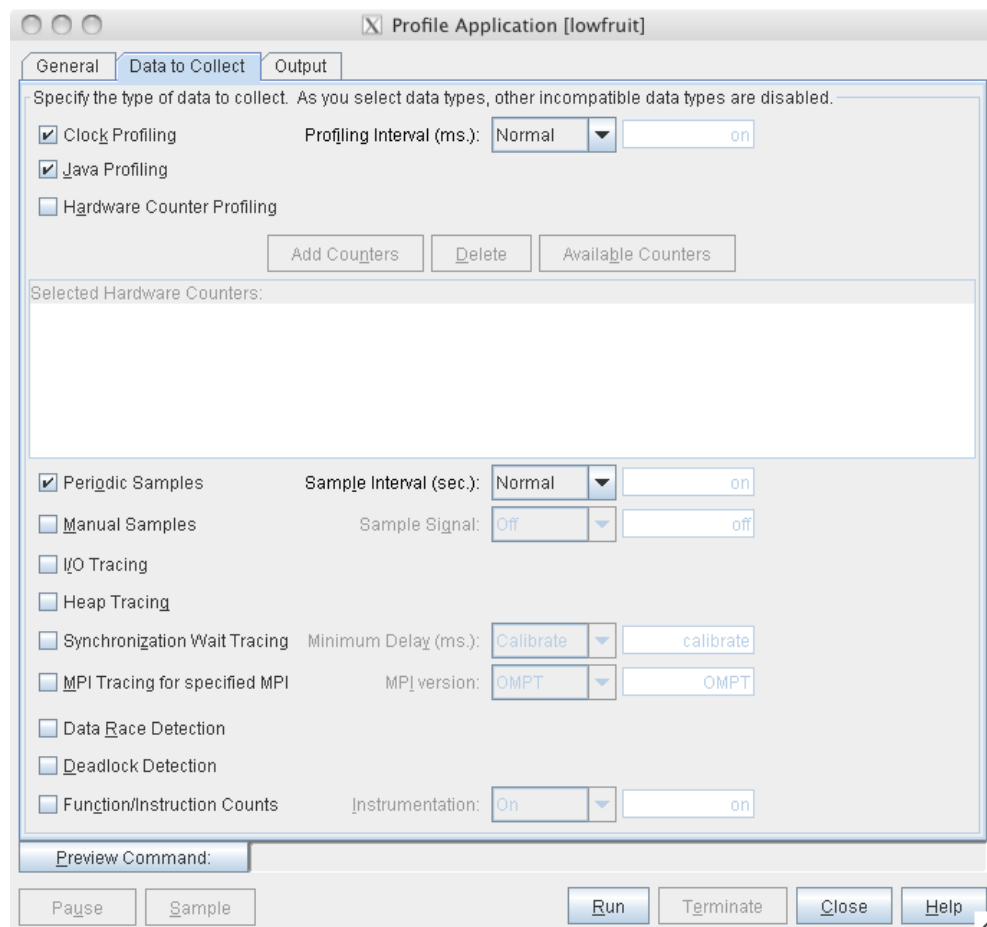 X Profile Application [lowfruit]
General Data to Collect Output
Specify the type of data to collect. As you select data types, other incompatible data types are disabled.
Clock Profiling Profiling Interval (ms.): Normal on
Java Profiling
Hardware Counter Profiling
Add Counters Delete Available Counters
Selected Hardware Counters:
Periodic Samples Sample Interval (sec.): Normal on
Manual Samples Sample Signal: Off off
I/O Tracing
Heap Tracing
Synchronization Wait Tracing Minimum Delay (ms.): Calibrate calibrate
MPI Tracing for specified MPI MPI version: OMPT OMPT
Data Race Detection
Deadlock Detection
Function/Instruction Counts Instrumentation: On on
Preview Command:
Pause Sample Run Terminate Close Help